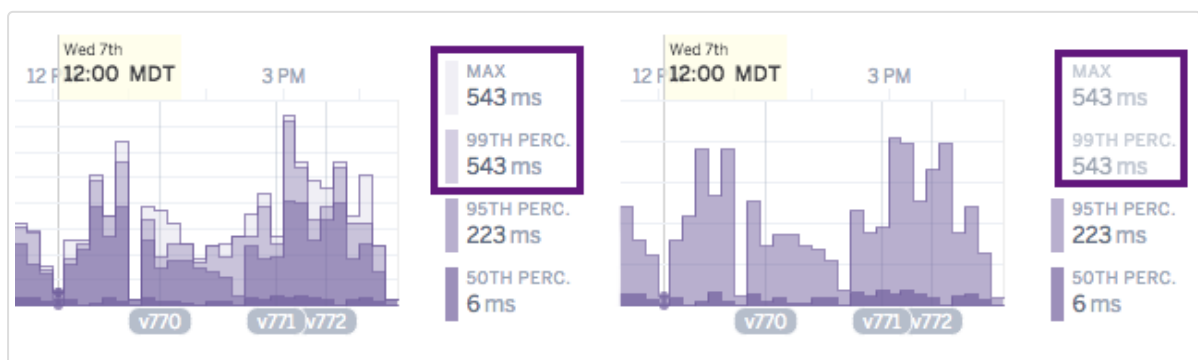 Wed 7th
12 P
12:00 MDT
3 PM
MAX
543 ms
99TH PERC.
543 ms
95TH PERC.
223 ms
50TH PERC.
6 ms
v770
v771
v772
Wed 7th
12 P
12:00 MDT
3 PM
MAX
543 ms
99TH PERC.
543 ms
95TH PERC.
223 ms
50TH PERC.
6 ms
v770
v771
v772